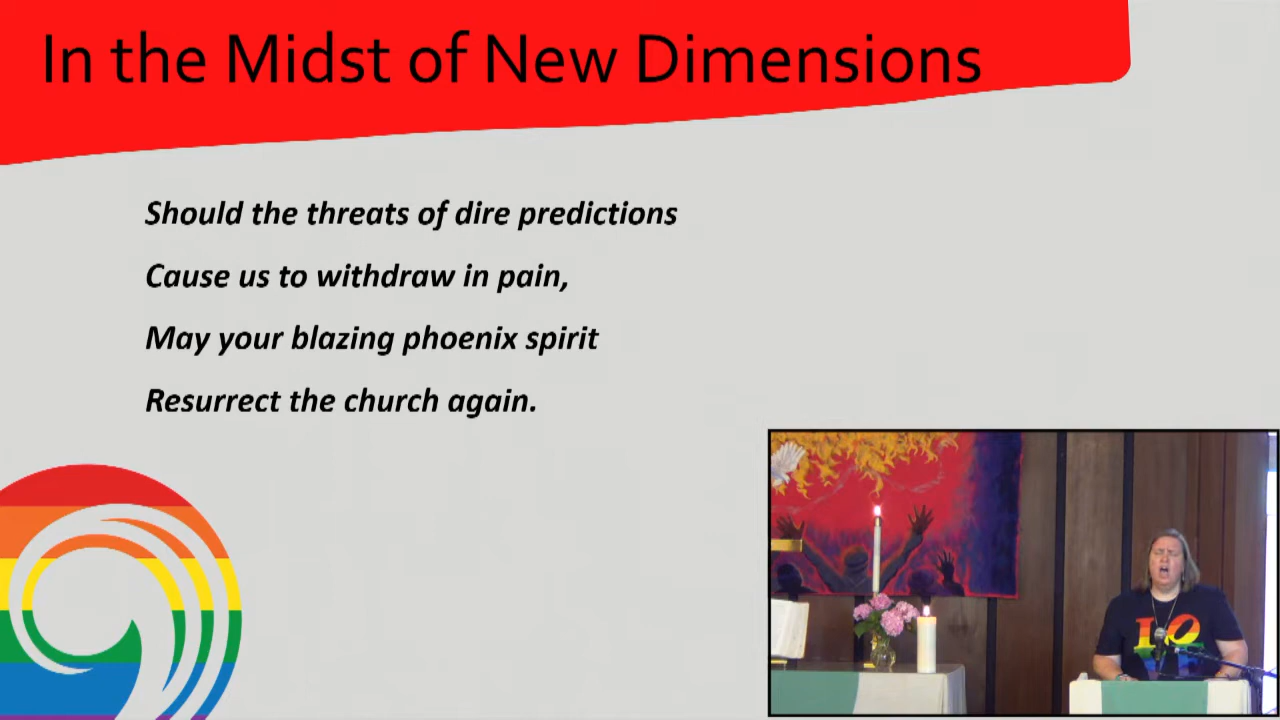 In the Midst of New Dimensions
Should the threats of dire predictions
Cause us to withdraw in pain,
May your blazing phoenix spirit
Resurrect the church again.
LO